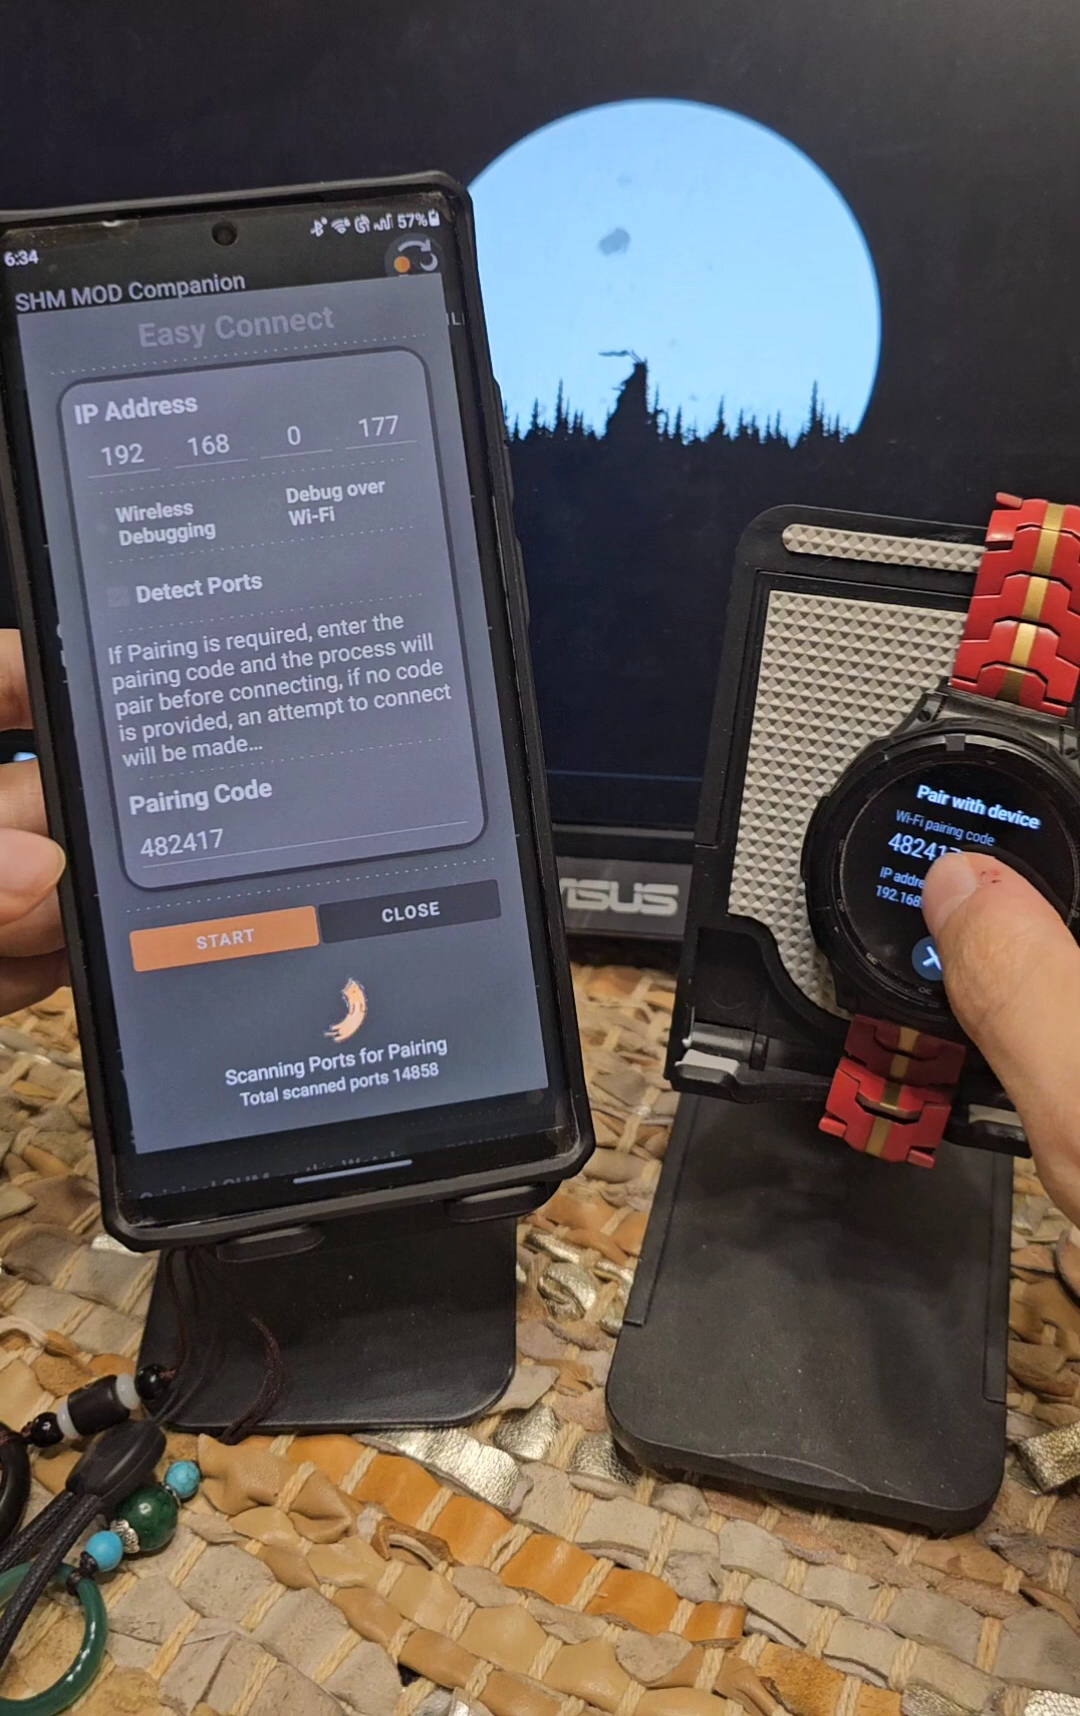 6:34
57%
SHM MOD Companion
Easy Connect
IP Address
192 168 0 177
Wireless
Debugging
Debug over
Wi-Fi
Detect Ports
If Pairing is required, enter the
pairing code and the process will
pair before connecting, if no code
is provided, an attempt to connect
will be made...
Pairing Code
482417
START
CLOSE
Scanning Ports for Pairing
Total scanned ports 14858
ASUS
Pair with device
Wi-Fi pairing code
48241
IP addre
192.168